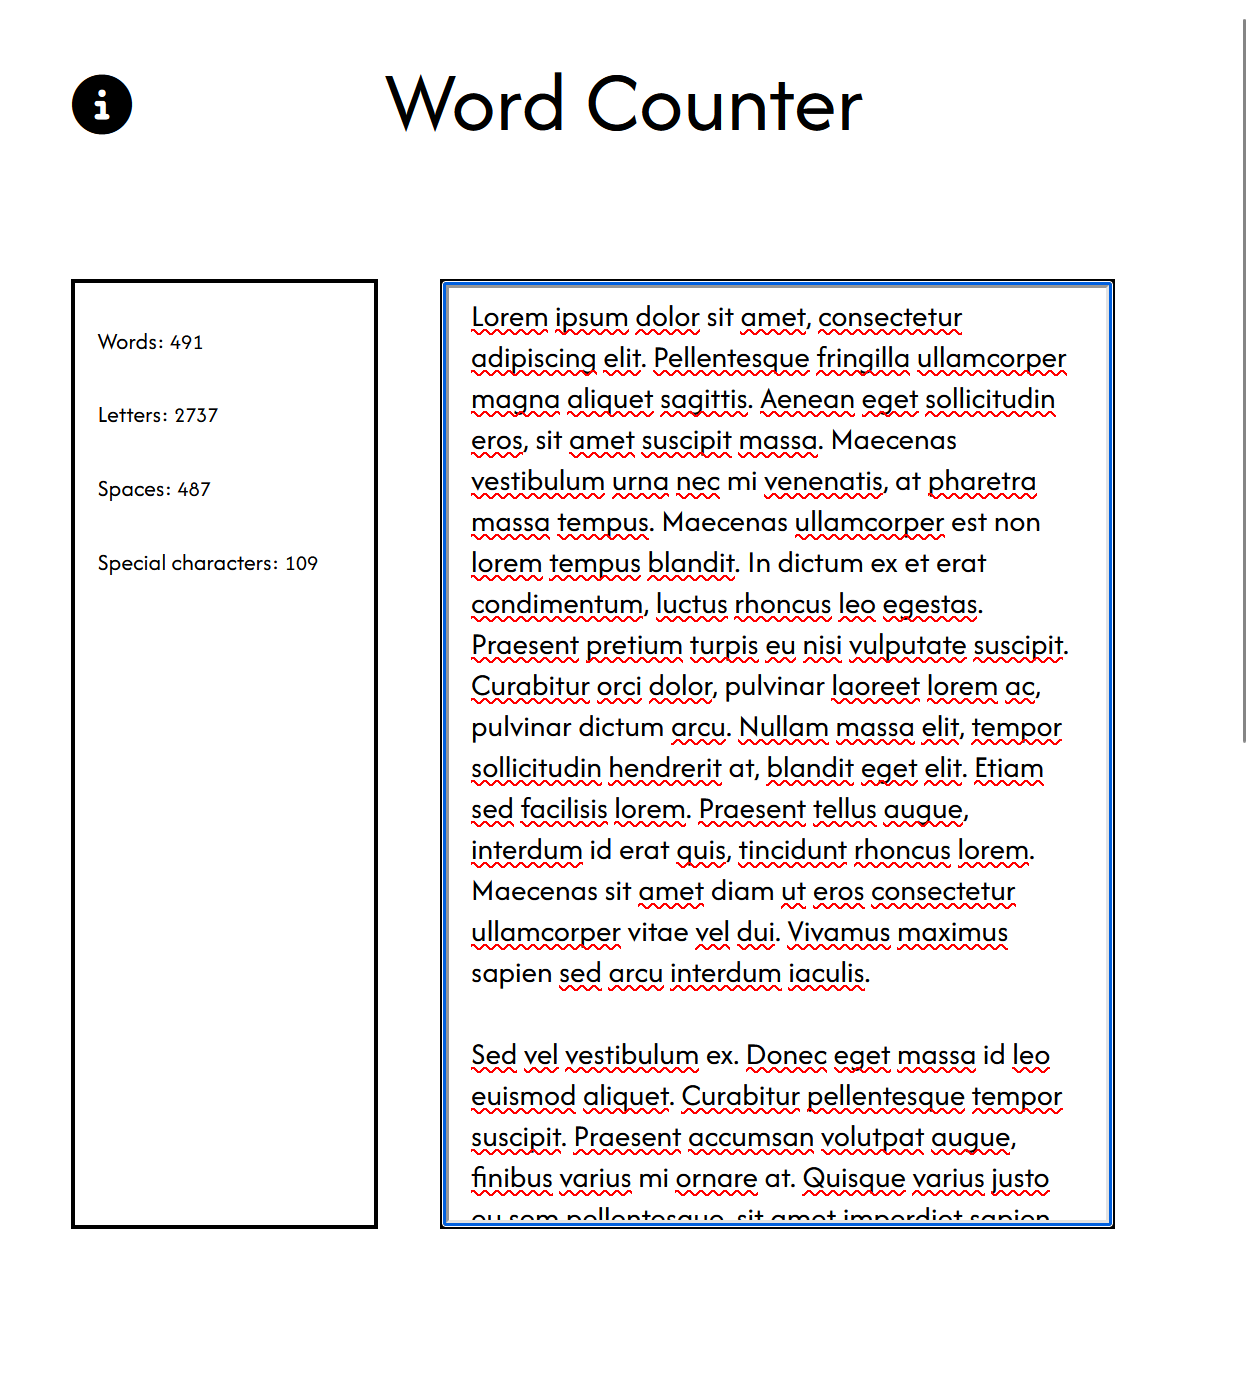 Word Counter
Words: 491
Letters: 2737
Spaces: 487
Special characters: 109
Lorem ipsum dolor sit amet, consectetur
adipiscing elit. Pellentesque fringilla ullamcorper
magna aliquet sagittis. Aenean eget sollicitudin
eros, sit amet suscipit massa. Maecenas
vestibulum urna nec mi venenatis, at pharetra
massa tempus. Maecenas ullamcorper est non
lorem tempus blandit. In dictum ex et erat
condimentum, luctus rhoncus leo egestas.
Praesent pretium turpis eu nisi vulputate suscipit.
Curabitur orci dolor, pulvinar laoreet lorem ac,
pulvinar dictum arcu. Nullam massa elit, tempor
sollicitudin hendrerit at, blandit eget elit. Etiam
sed facilisis lorem. Praesent tellus augue,
interdum id erat quis, tincidunt rhoncus lorem.
Maecenas sit amet diam ut eros consectetur
ullamcorper vitae vel dui. Vivamus maximus
sapien sed arcu interdum iaculis.
Sed vel vestibulum ex. Donec eget massa id leo
euismod aliquet. Curabitur pellentesque tempor
suscipit. Praesent accumsan volutpat augue,
finibus varius mi ornare at. Quisque varius justo
eu sem pellentesque, sit amet imperdiet sapien